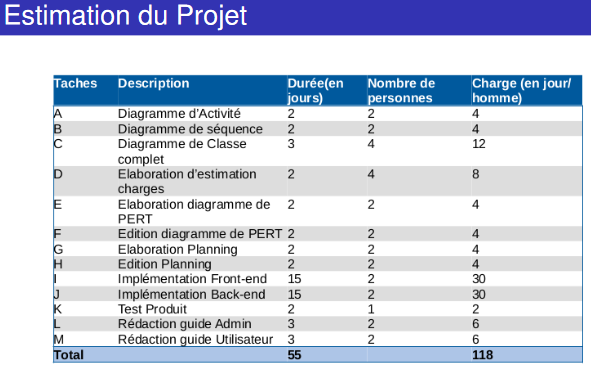 Estimation du Projet
Taches Description Durée(en jours) Nombre de personnes Charge (en jour/ homme)
A Diagramme d'Activité 2 2 4
B Diagramme de séquence 2 2 4
C Diagramme de Classe complet 3 4 12
D Elaboration d'estimation charges 2 4 8
E Elaboration diagramme de PERT 2 2 4
F Edition diagramme de PERT 2 2 4
G Elaboration Planning 2 2 4
H Edition Planning 2 2 4
I Implémentation Front-end 15 2 30
J Implémentation Back-end 15 2 30
K Test Produit 2 1 2
L Rédaction guide Admin 3 2 6
M Rédaction guide Utilisateur 3 2 6
Total 55 118